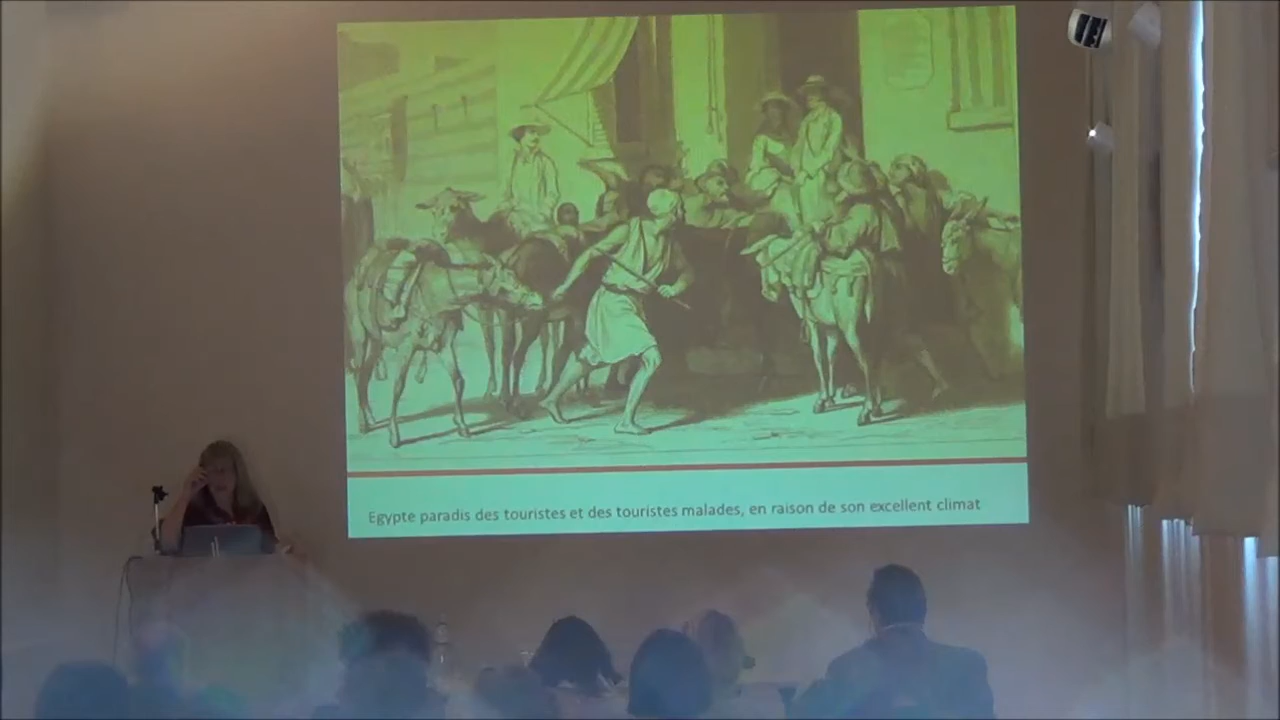 Egypte paradis des touristes et des touristes malades, en raison de son excellent climat